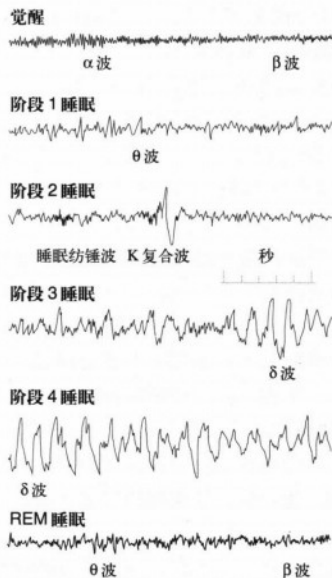 觉醒
α波 β波
阶段1睡眠
θ波
阶段2睡眠
睡眠纺锤波 K复合波 秒
阶段3睡眠
δ波
阶段4睡眠
δ波
REM睡眠
θ波 β波